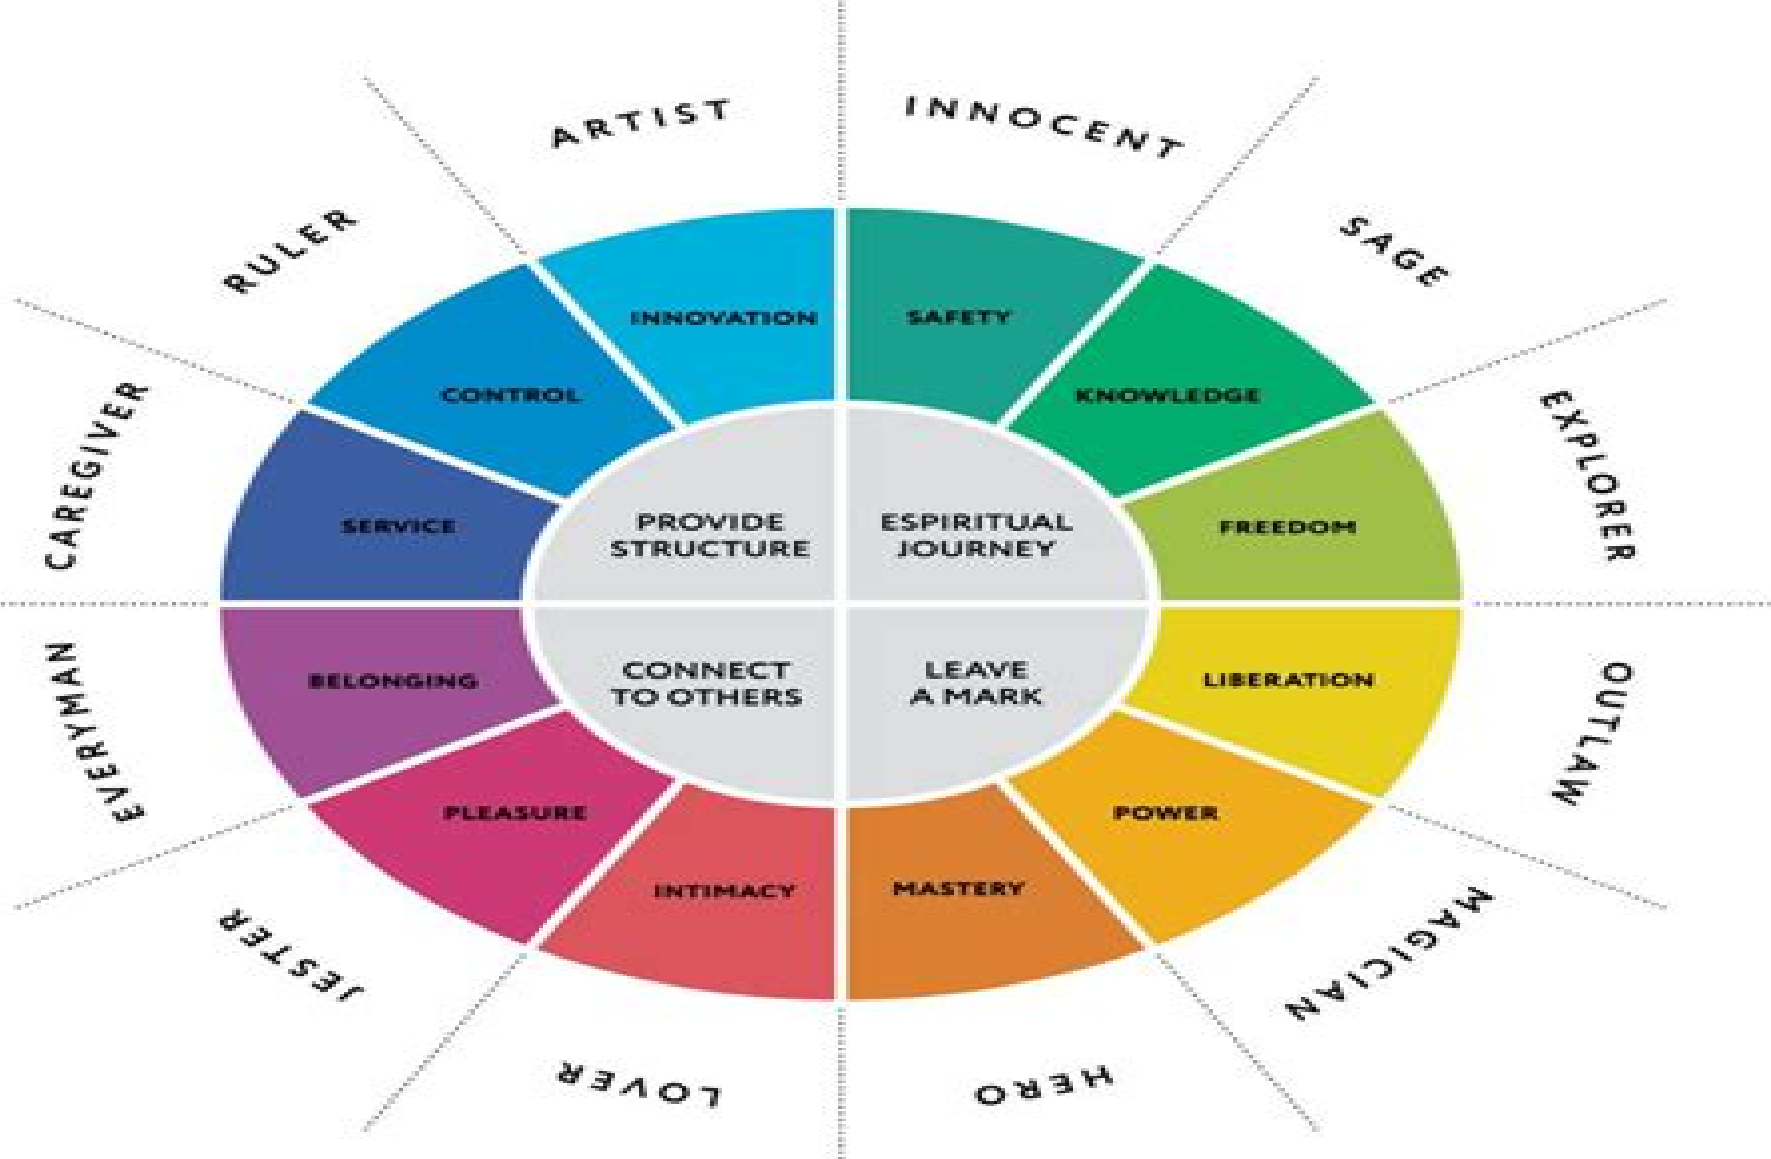 ARTIST
INNOCENT
SAGE
EXPLORER
OUTLAW
MAGICIAN
HERO
LOVER
JESTER
EVERYMAN
CAREGIVER
RULER
INNOVATION
SAFETY
KNOWLEDGE
FREEDOM
LIBERATION
POWER
MASTERY
INTIMACY
PLEASURE
BELONGING
SERVICE
CONTROL
PROVIDE
STRUCTURE
ESPIRITUAL
JOURNEY
CONNECT
TO OTHERS
LEAVE
A MARK